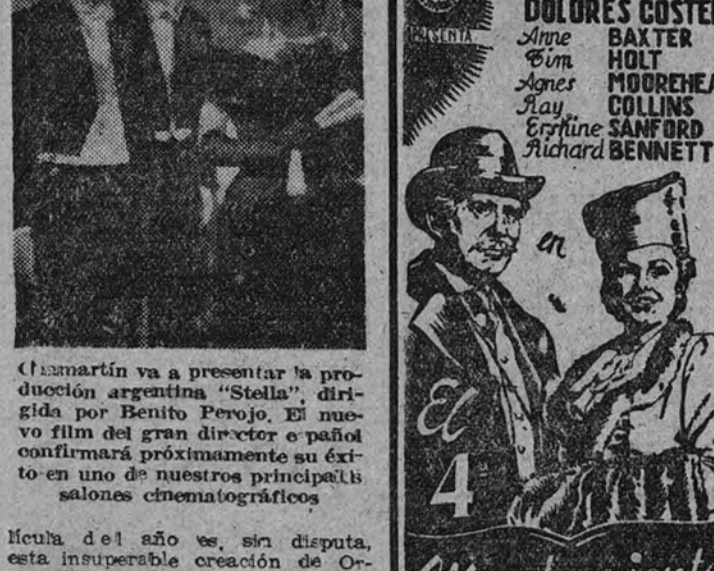 Chamartín va a presentar la pro-
ducción argentina "Stella", diri-
gida por Benito Perojo. El nue-
vo film del gran director español
confirmará próximamente su éxi-
to en uno de nuestros principales
salones cinematográficos
lícula del año es, sin disputa,
esta insuperable creación de Or-
PRESENTA
DOLORES COSTEL
Anne BAXTER
Tim HOLT
Agnes MOOREHEA
Ray COLLINS
Erskine SANFORD
Richard BENNETT
en
El
4